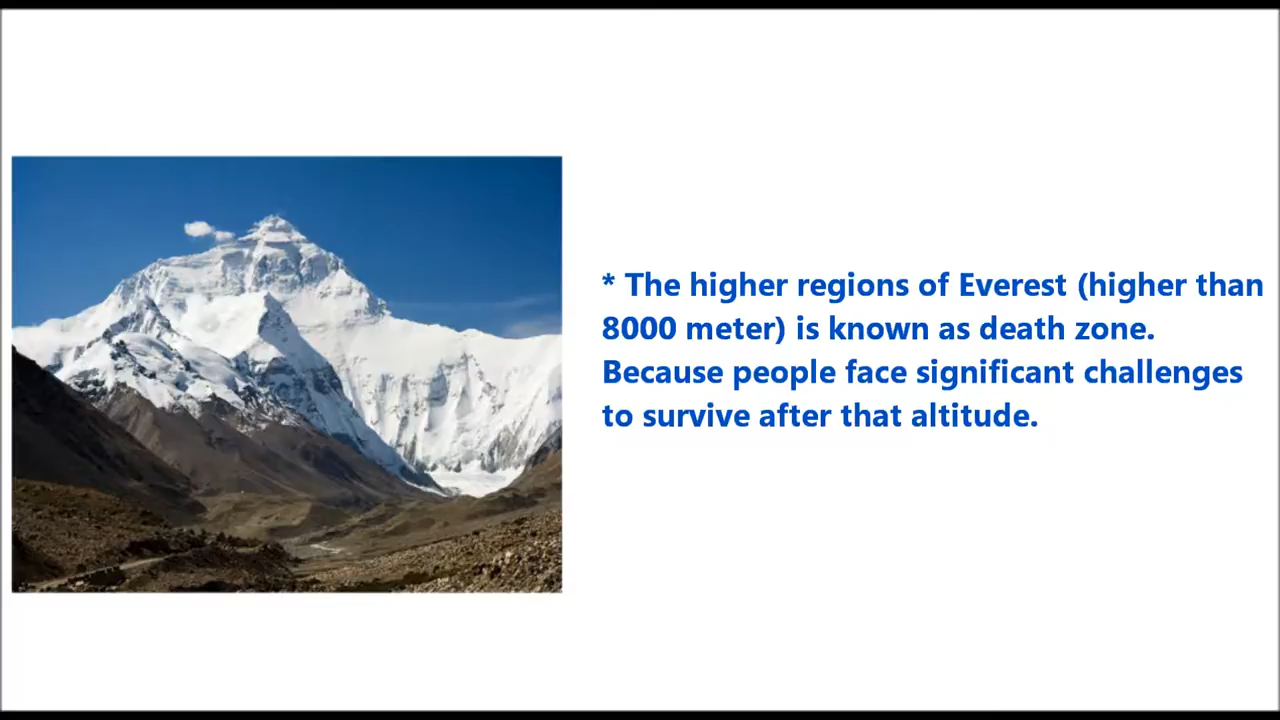 * The higher regions of Everest (higher than
8000 meter) is known as death zone.
Because people face significant challenges
to survive after that altitude.